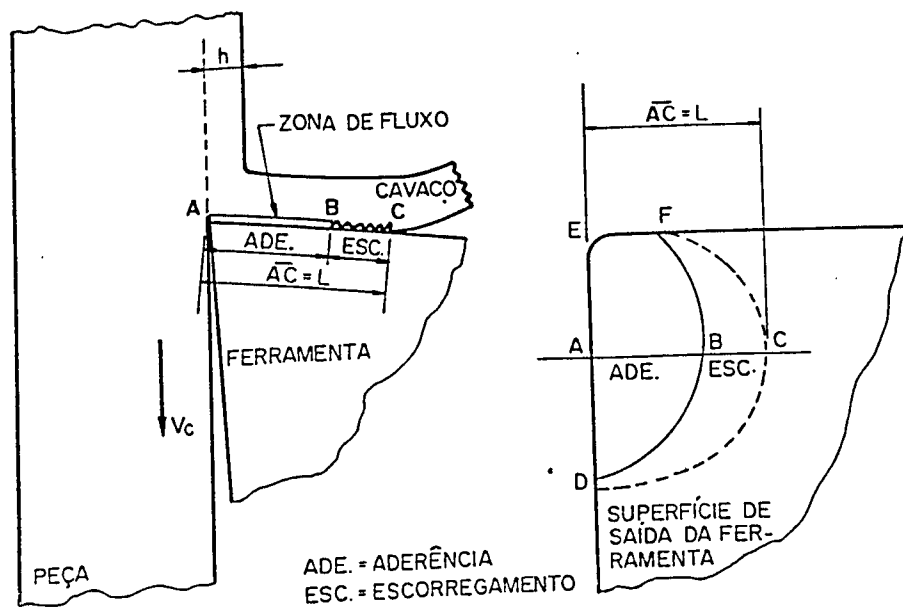 h
ZONA DE FLUXO
CAVACO
A
B
C
ADE.
ESC.
AC = L
FERRAMENTA
Vc
PEÇA
AC = L
E
F
A
B
C
ADE.
ESC.
D
SUPERFÍCIE DE
SAÍDA DA FER-
RAMENTA
ADE. = ADERÊNCIA
ESC. = ESCORREGAMENTO